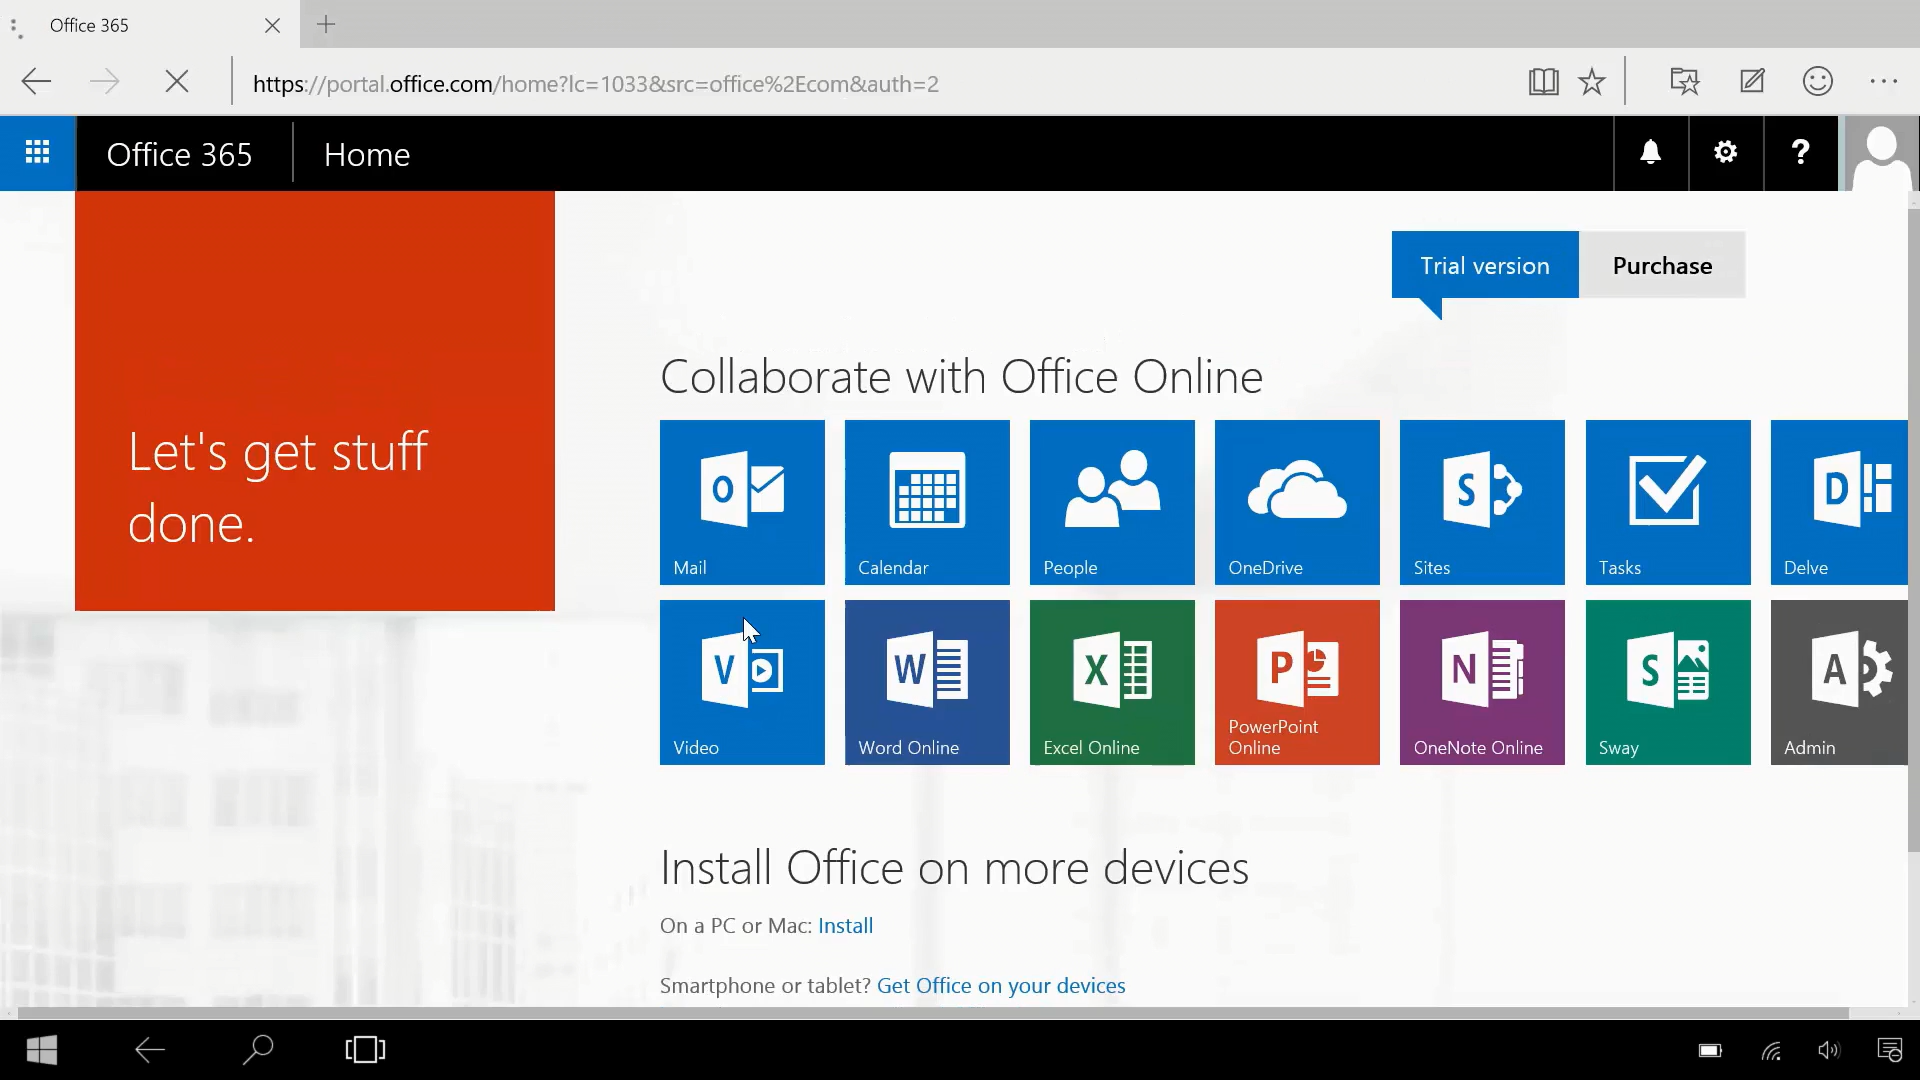 Office 365
https://portal.office.com/home?lc=1033&src=office%2Ecom&auth=2
Office 365
Home
?
Trial version
Purchase
Let's get stuff
done.
Collaborate with Office Online
O
S
D
Mail
Calendar
People
OneDrive
Sites
Tasks
Delve
V
W
X
P
N
S
A
Video
Word Online
Excel Online
PowerPoint
Online
OneNote Online
Sway
Admin
Install Office on more devices
On a PC or Mac: Install
Smartphone or tablet? Get Office on your devices